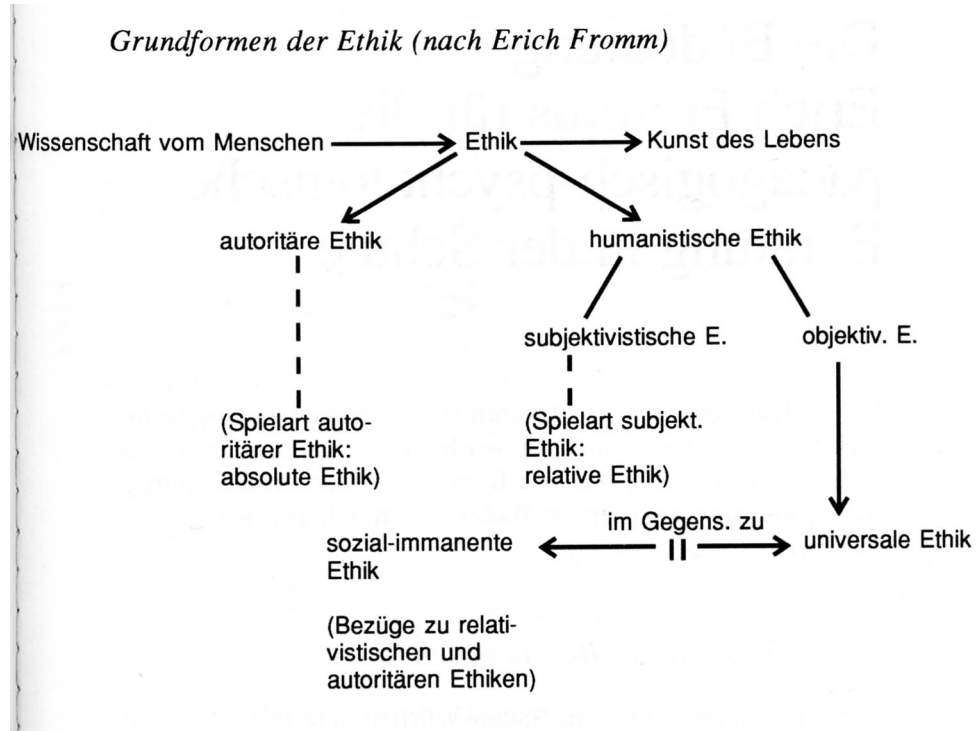 Grundformen der Ethik (nach Erich Fromm)
Wissenschaft vom Menschen Ethik Kunst des Lebens
autoritäre Ethik humanistische Ethik
subjektivistische E. objektiv. E.
(Spielart auto-
ritärer Ethik:
absolute Ethik)
(Spielart subjekt.
Ethik:
relative Ethik)
im Gegens. zu
sozial-immanente
Ethik
universale Ethik
(Bezüge zu relati-
vistischen und
autoritären Ethiken)